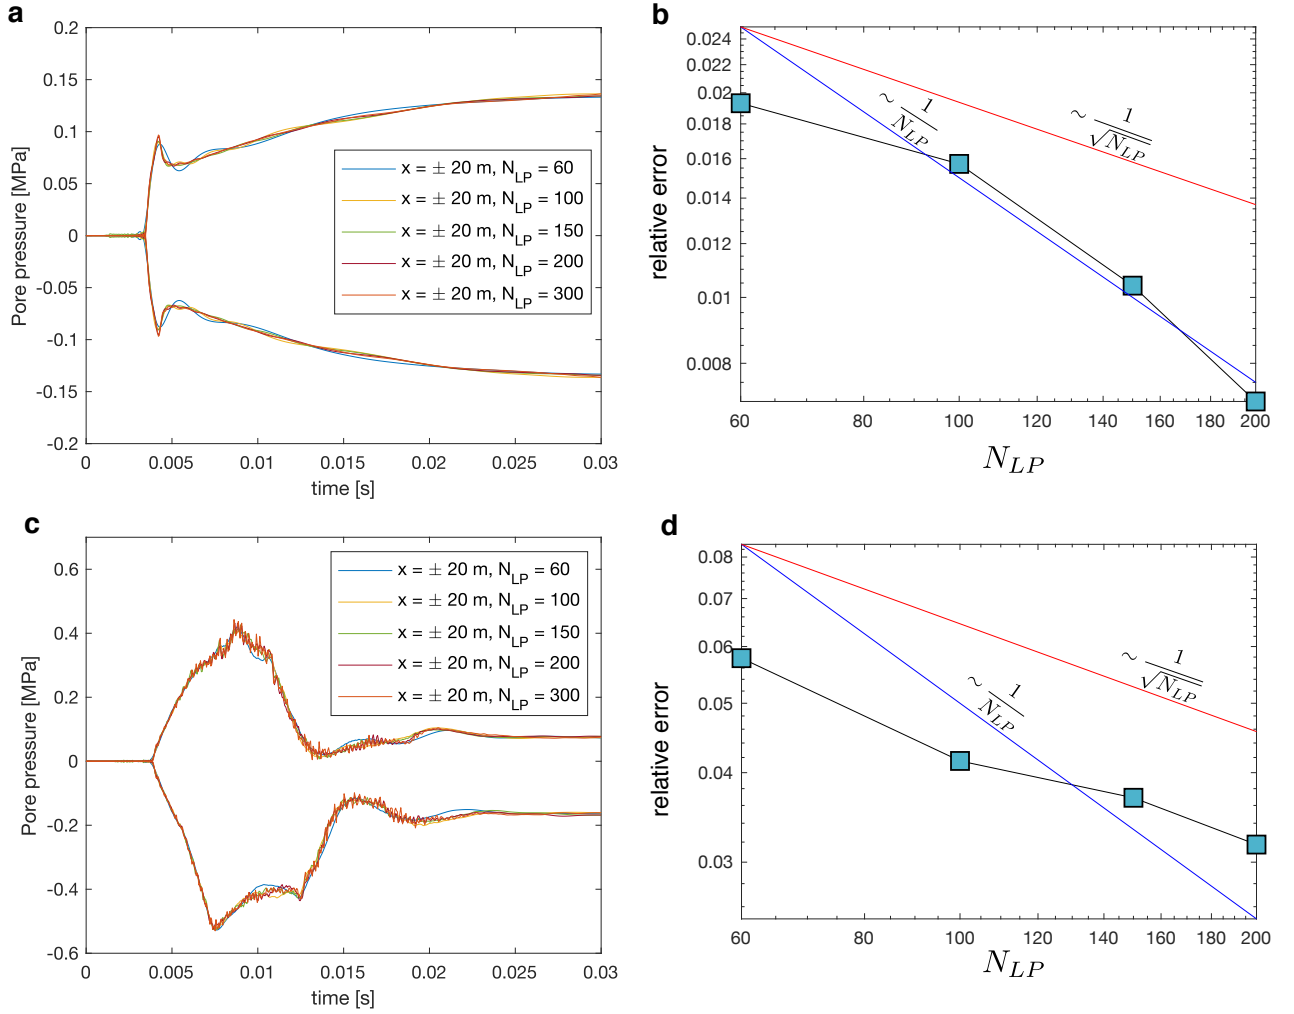 a
0.2
0.15
0.1
0.05
0
-0.05
-0.1
-0.15
-0.2
Pore pressure [MPa]
x = ± 20 m, N_LP = 60
x = ± 20 m, N_LP = 100
x = ± 20 m, N_LP = 150
x = ± 20 m, N_LP = 200
x = ± 20 m, N_LP = 300
0 0.005 0.01 0.015 0.02 0.025 0.03
time [s]
b
0.024
0.022
0.02
0.018
0.016
0.014
0.012
0.01
0.008
relative error
~ 1/N_LP
~ 1/√N_LP
60 80 100 120 140 160 180 200
N_LP
c
0.6
0.4
0.2
0
-0.2
-0.4
-0.6
Pore pressure [MPa]
x = ± 20 m, N_LP = 60
x = ± 20 m, N_LP = 100
x = ± 20 m, N_LP = 150
x = ± 20 m, N_LP = 200
x = ± 20 m, N_LP = 300
0 0.005 0.01 0.015 0.02 0.025 0.03
time [s]
d
0.08
0.07
0.06
0.05
0.04
0.03
relative error
~ 1/N_LP
~ 1/√N_LP
60 80 100 120 140 160 180 200
N_LP